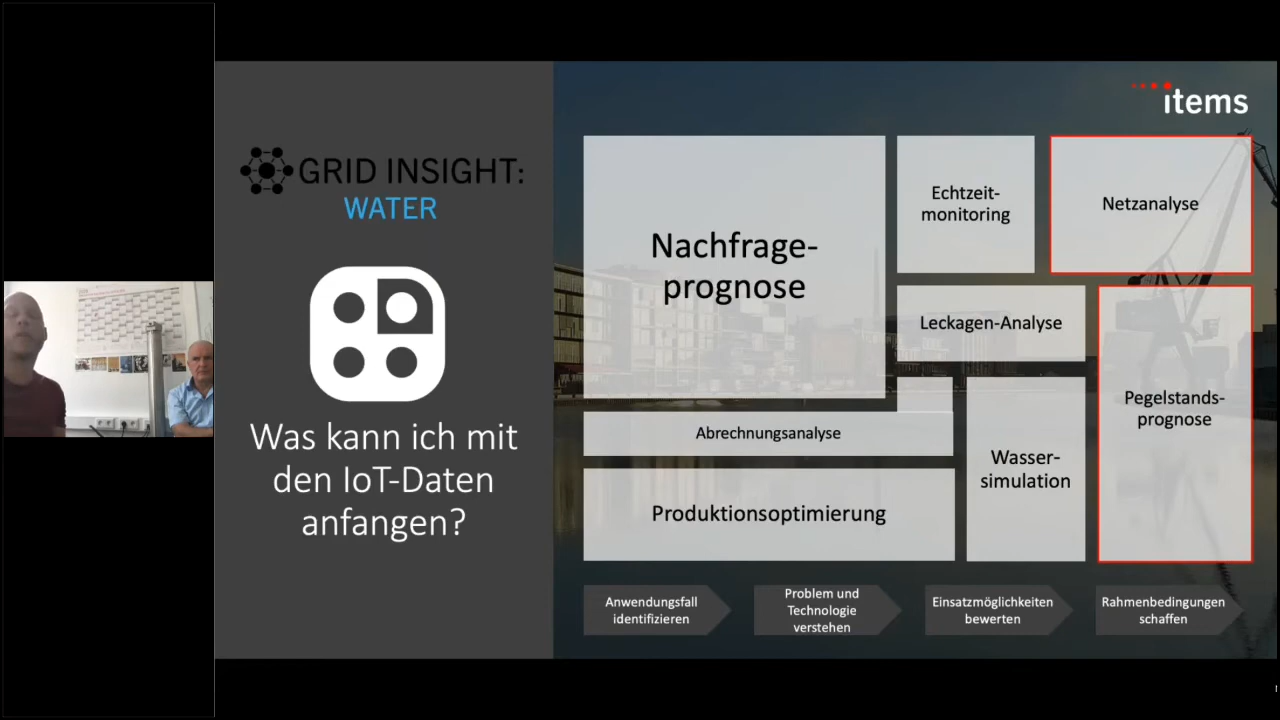 items
GRID INSIGHT:
WATER
Was kann ich mit
den IoT-Daten
anfangen?
Nachfrage-
prognose
Echtzeit-
monitoring
Netzanalyse
Leckagen-Analyse
Pegelstands-
prognose
Abrechnungsanalyse
Wasser-
simulation
Produktionsoptimierung
Anwendungsfall
identifizieren
Problem und
Technologie
verstehen
Einsatzmöglichkeiten
bewerten
Rahmenbedingungen
schaffen